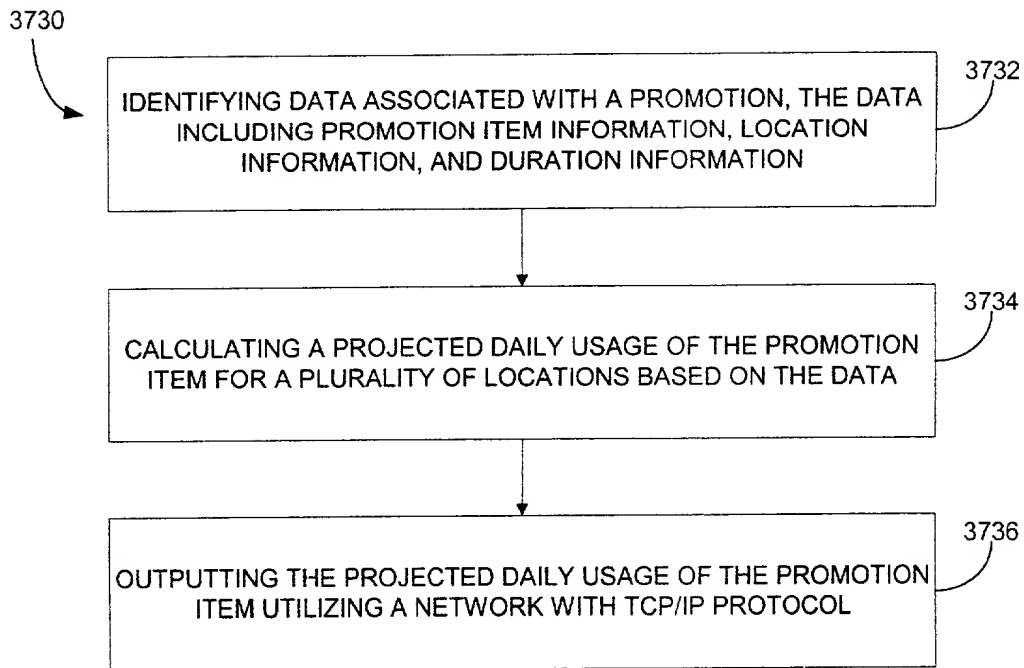 3730
3732
IDENTIFYING DATA ASSOCIATED WITH A PROMOTION, THE DATA
INCLUDING PROMOTION ITEM INFORMATION, LOCATION
INFORMATION, AND DURATION INFORMATION
3734
CALCULATING A PROJECTED DAILY USAGE OF THE PROMOTION
ITEM FOR A PLURALITY OF LOCATIONS BASED ON THE DATA
3736
OUTPUTTING THE PROJECTED DAILY USAGE OF THE PROMOTION
ITEM UTILIZING A NETWORK WITH TCP/IP PROTOCOL